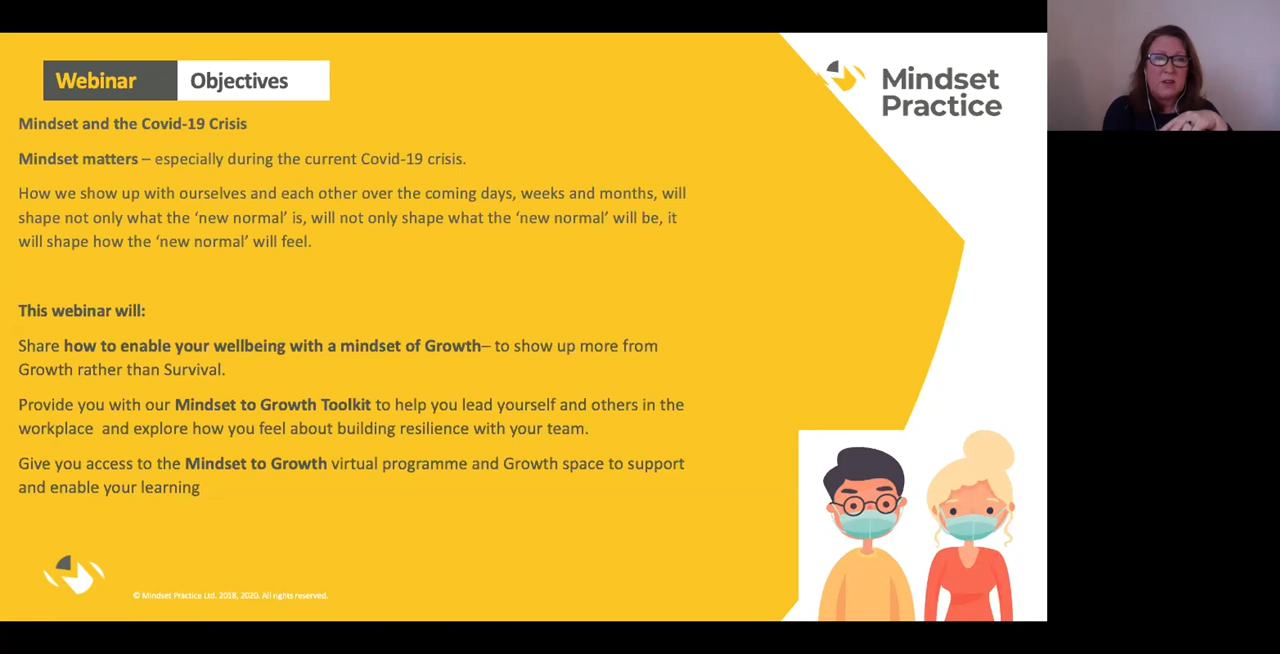 Webinar Objectives
Mindset
Practice
Mindset and the Covid-19 Crisis
Mindset matters – especially during the current Covid-19 crisis.
How we show up with ourselves and each other over the coming days, weeks and months, will
shape not only what the ‘new normal’ is, will not only shape what the ‘new normal’ will be, it
will shape how the ‘new normal’ will feel.
This webinar will:
Share how to enable your wellbeing with a mindset of Growth– to show up more from
Growth rather than Survival.
Provide you with our Mindset to Growth Toolkit to help you lead yourself and others in the
workplace and explore how you feel about building resilience with your team.
Give you access to the Mindset to Growth virtual programme and Growth space to support
and enable your learning
© Mindset Practice Ltd. 2018, 2020. All rights reserved.